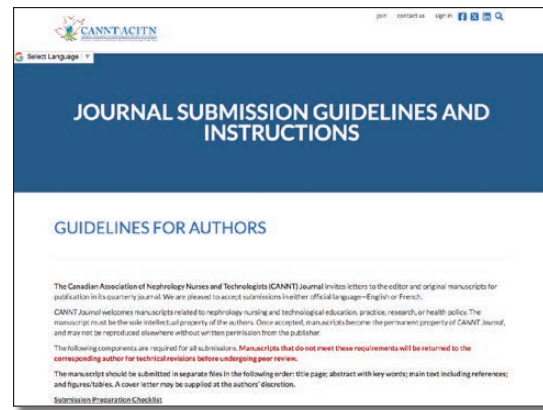 CANNT ACITN
join contact us sign in
Select Language ▼
JOURNAL SUBMISSION GUIDELINES AND
INSTRUCTIONS
GUIDELINES FOR AUTHORS
The Canadian Association of Nephrology Nurses and Technologists (CANNT) Journal invites letters to the editor and original manuscripts for
publication in its quarterly journal. We are pleased to accept submissions in either official language—English or French.
CANNT Journal welcomes manuscripts related to nephrology nursing and technological education, practice, research, or health policy. The
manuscript must be the sole intellectual property of the authors. Once accepted, manuscripts become the permanent property of CANNT Journal,
and may not be reproduced elsewhere without written permission from the publisher.
The following components are required for all submissions. Manuscripts that do not meet these requirements will be returned to the
corresponding author for technical revisions before undergoing peer review.
The manuscript should be submitted in separate files in the following order: title page; abstract with key words; main text including references;
and figures/tables. A cover letter may be supplied at the authors' discretion.
Submission Preparation Checklist